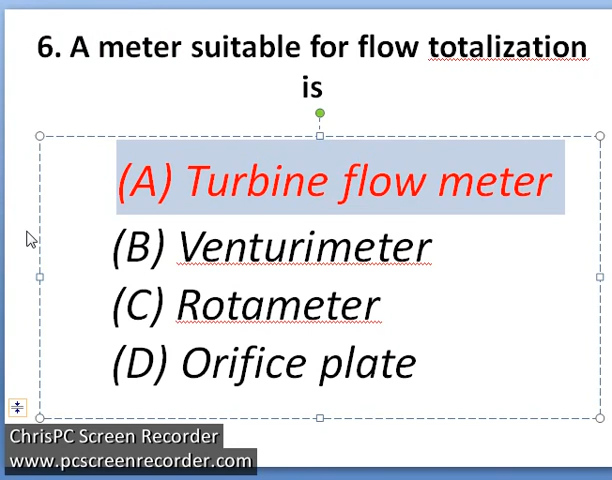 6. A meter suitable for flow totalization
is
(A) Turbine flow meter
(B) Venturimeter
(C) Rotameter
(D) Orifice plate
ChrisPC Screen Recorder
www.pcscreenrecorder.com